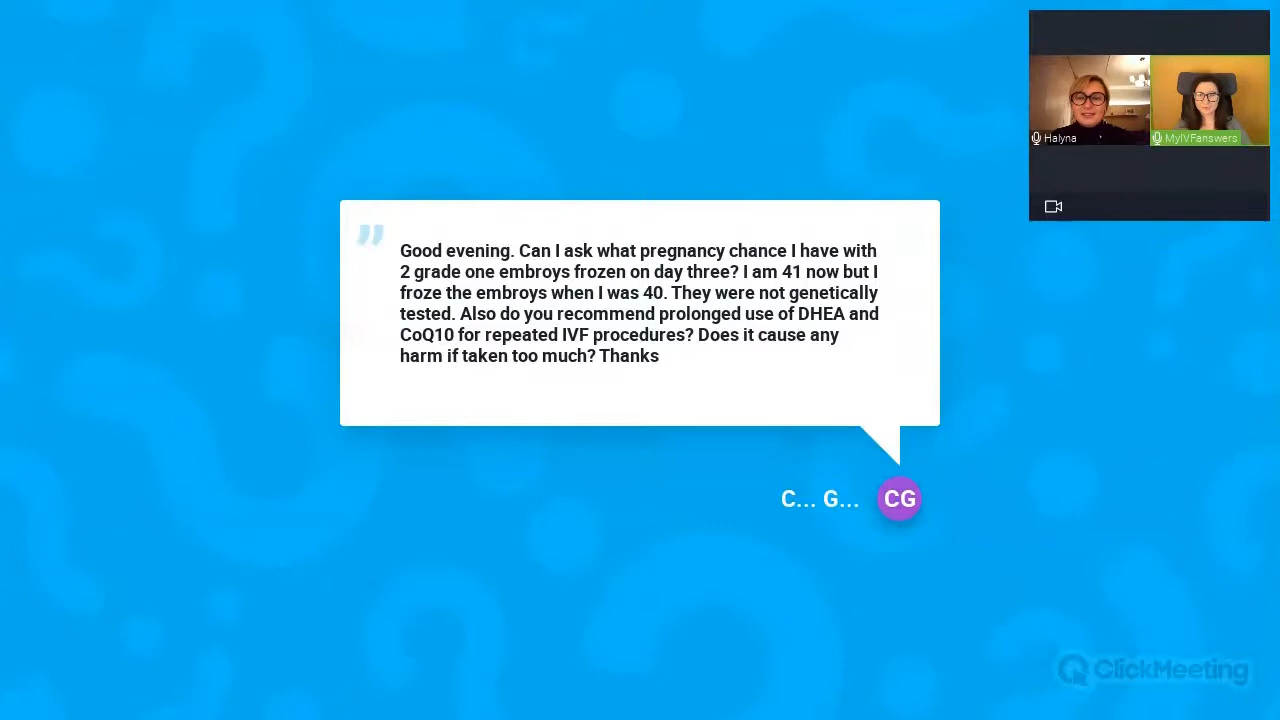 Halyna
MyIVFanswers
Good evening. Can I ask what pregnancy chance I have with
2 grade one embroys frozen on day three? I am 41 now but I
froze the embroys when I was 40. They were not genetically
tested. Also do you recommend prolonged use of DHEA and
CoQ10 for repeated IVF procedures? Does it cause any
harm if taken too much? Thanks
C... G... CG
ClickMeeting